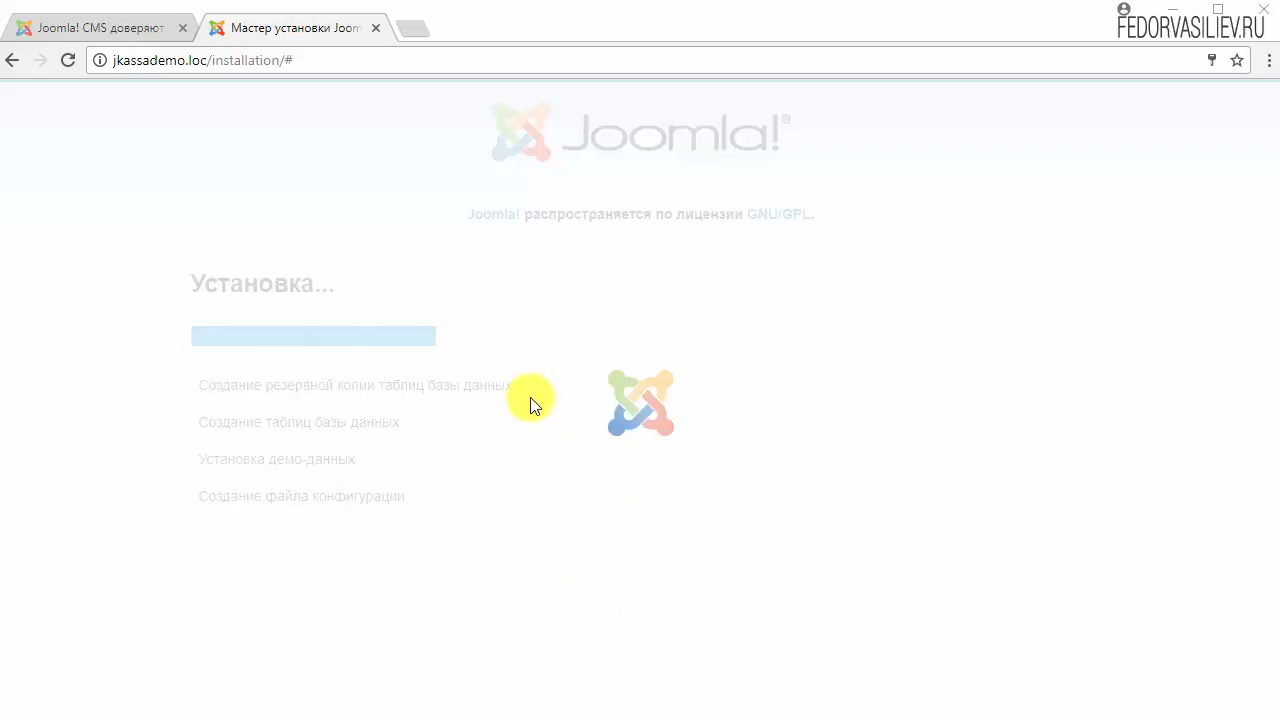 FEDORVASILIEV.RU
Joomla! CMS доверяют
Мастер установки Joom
jkassademo.loc/installation/#
Joomla!®
Joomla! распространяется по лицензии GNU/GPL.
Установка...
Создание резервной копии таблиц базы данных
Создание таблиц базы данных
Установка демо-данных
Создание файла конфигурации